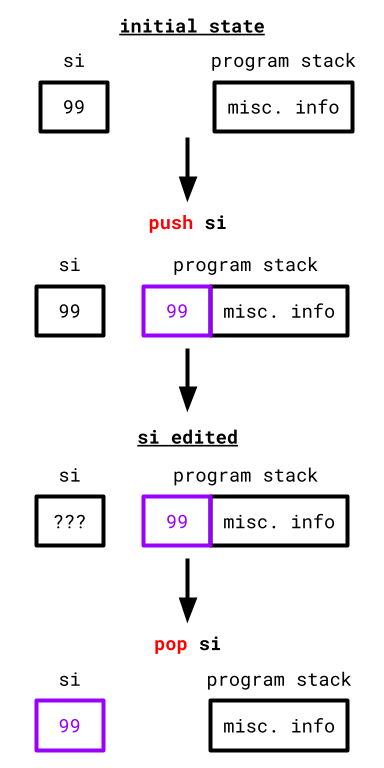 initial state
si program stack
99 misc. info
push si
si program stack
99 99 misc. info
si edited
si program stack
??? 99 misc. info
pop si
si program stack
99 misc. info